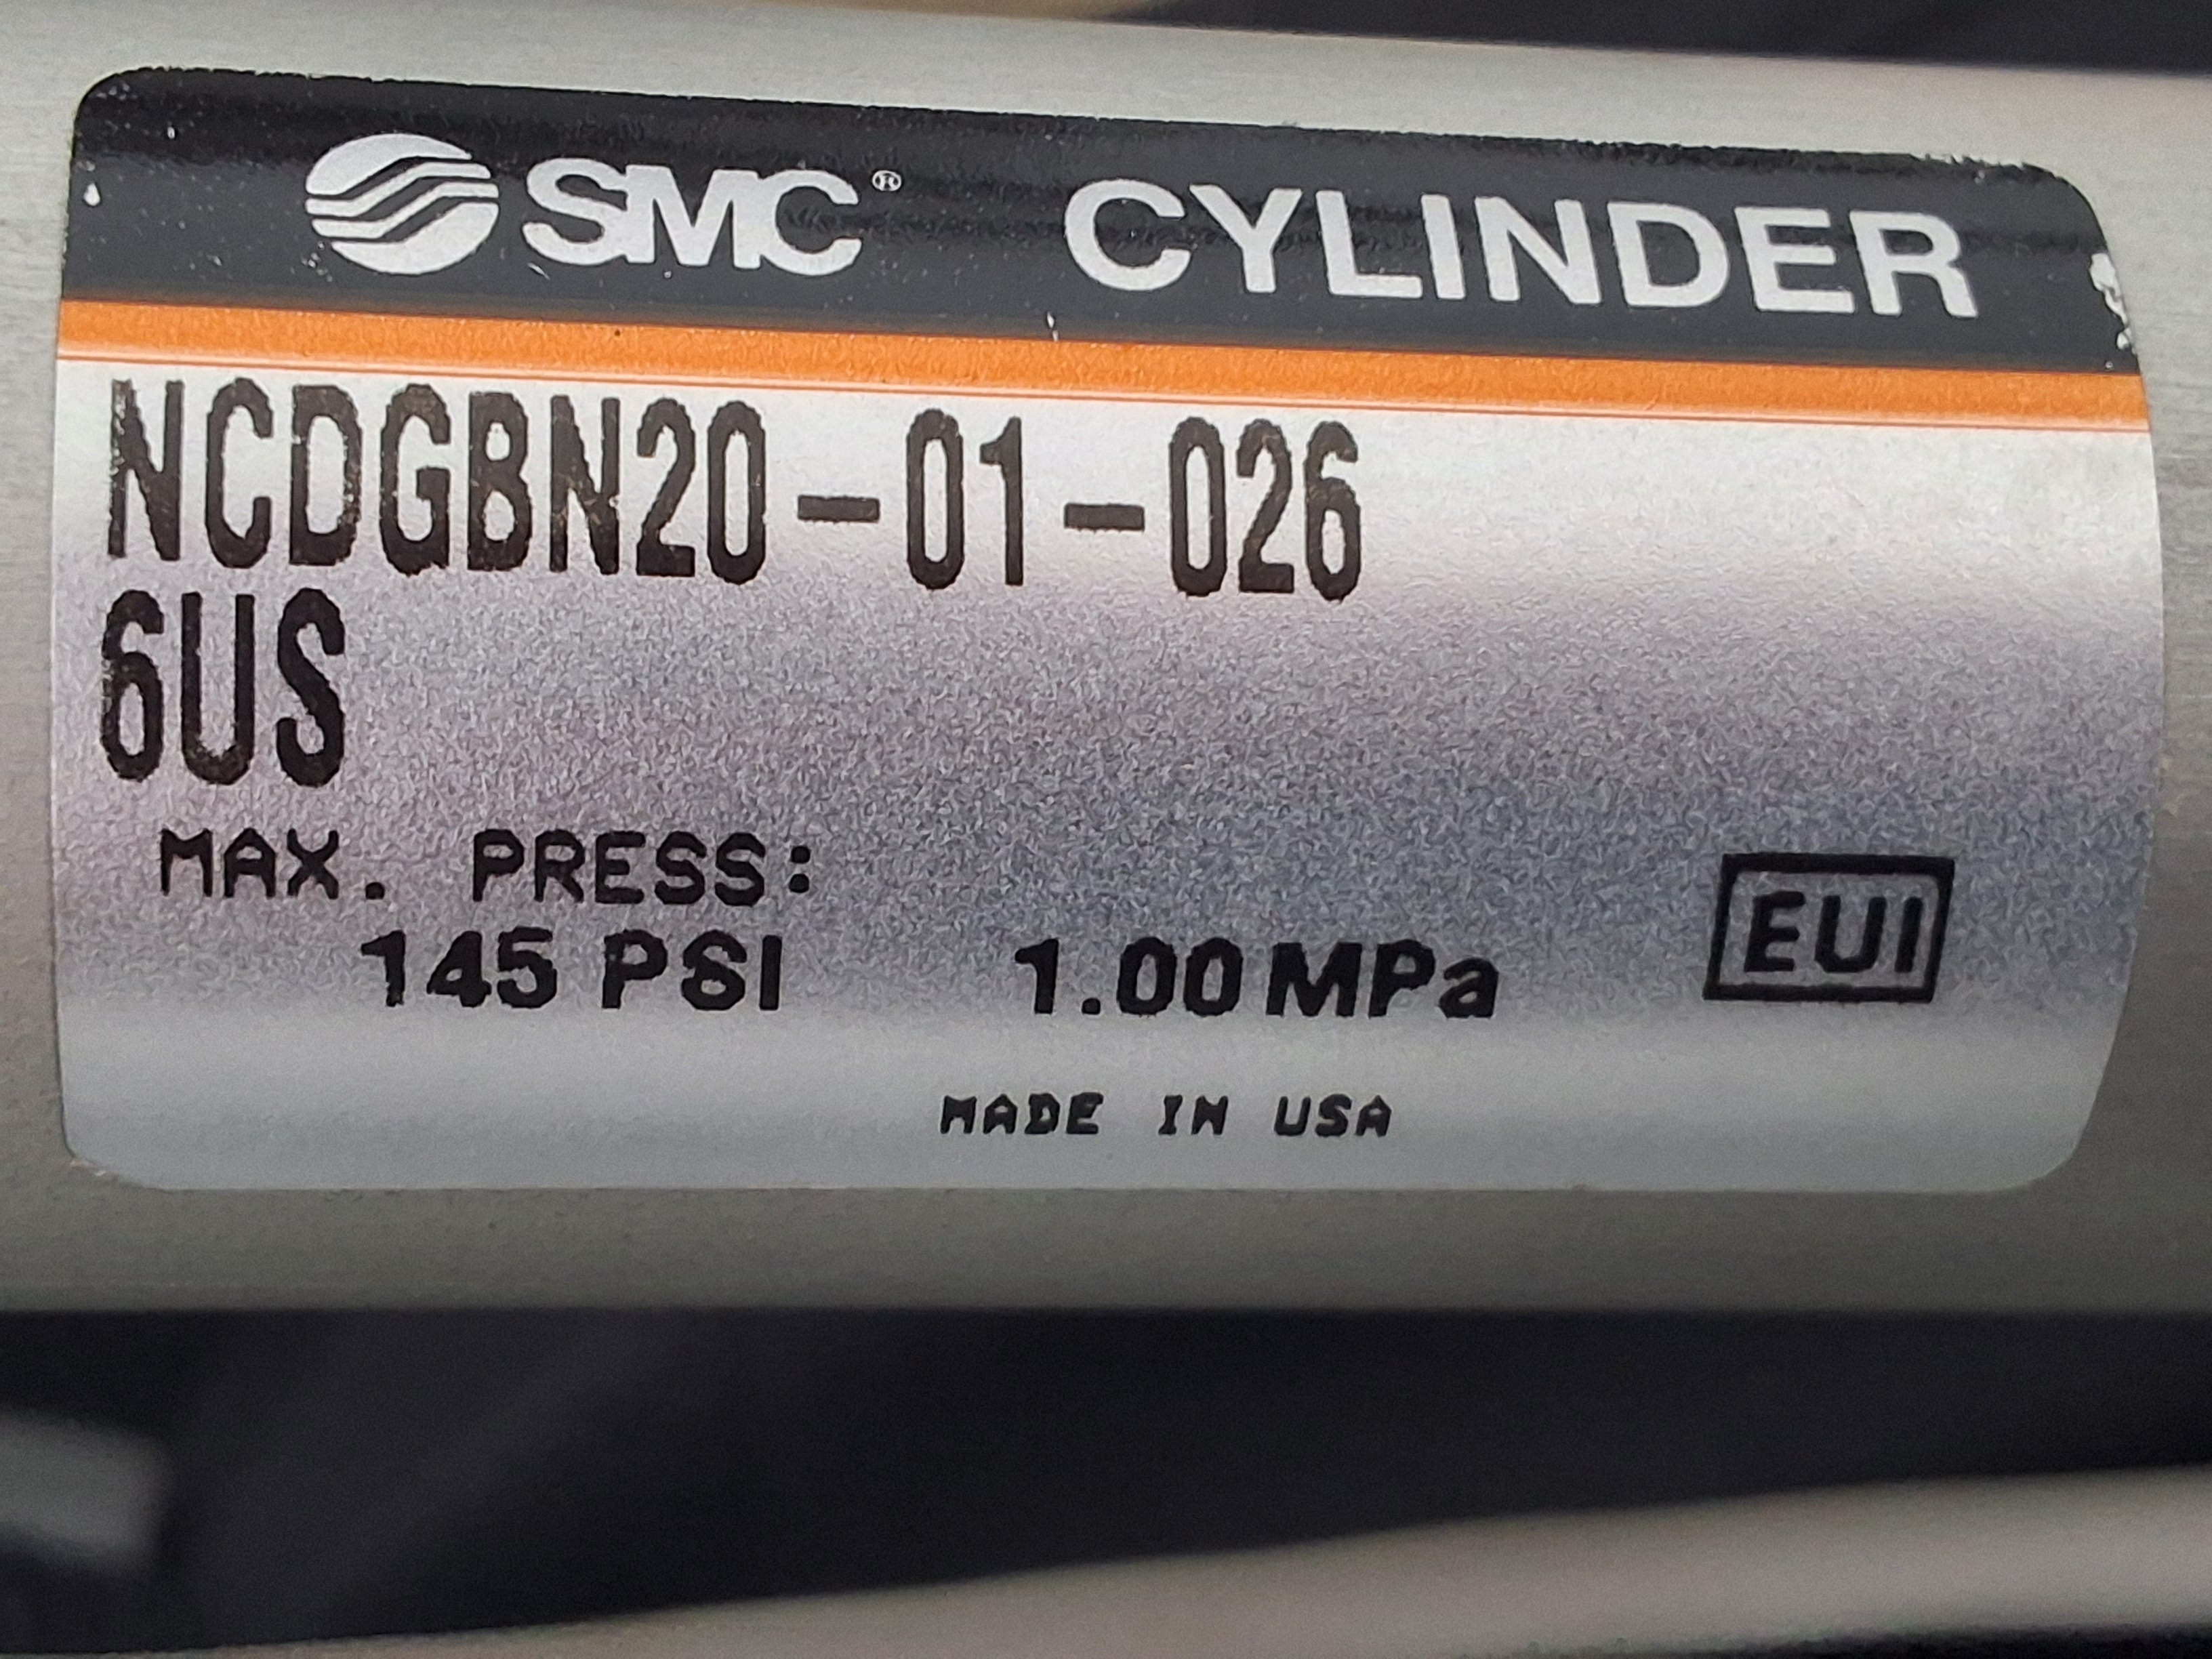 SMC® CYLINDER
NCDGBN20-01-026
6US
MAX. PRESS:
145 PSI 1.00 MPa
EUI
MADE IN USA